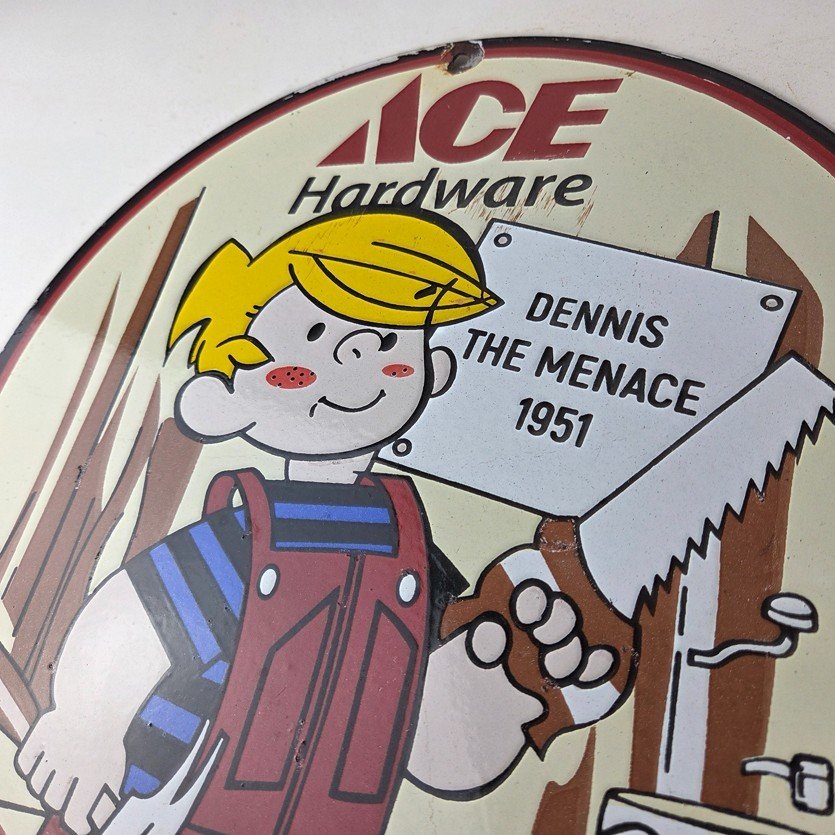 ACE
Hardware
DENNIS
THE MENACE
1951